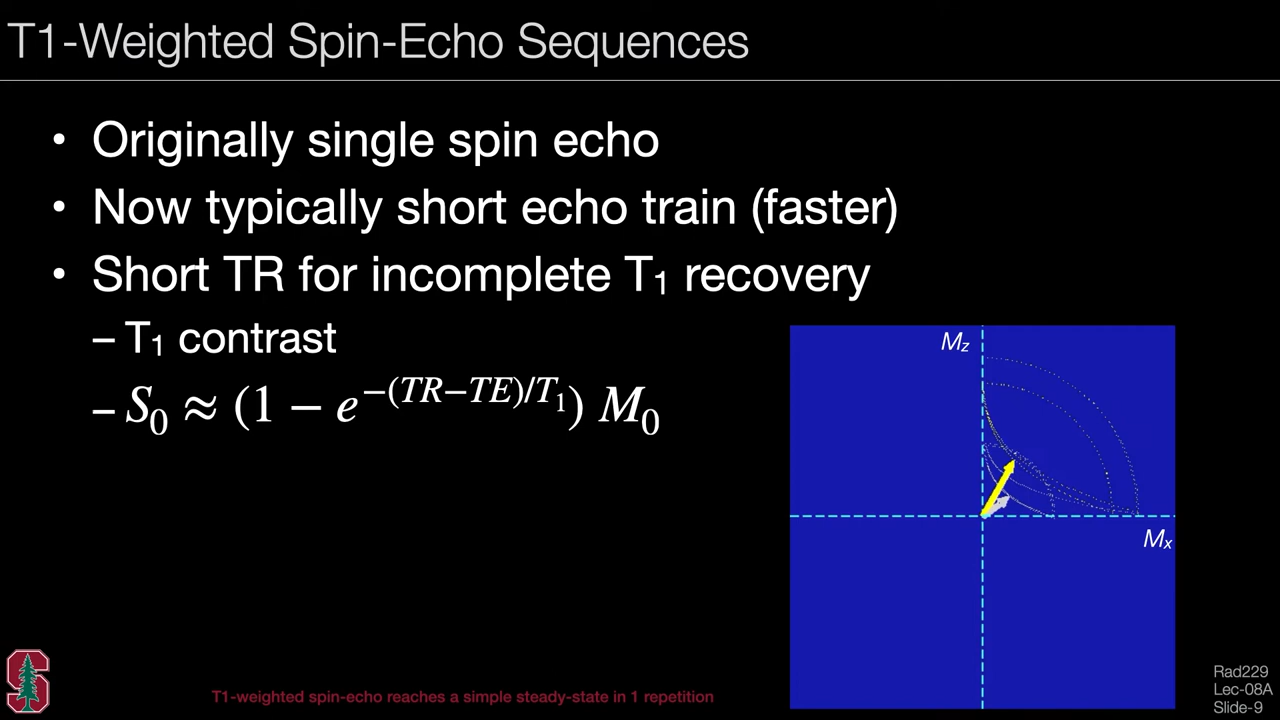 T1-Weighted Spin-Echo Sequences
• Originally single spin echo
• Now typically short echo train (faster)
• Short TR for incomplete T₁ recovery
– T₁ contrast
– S₀ ≈ (1 − e^{−(TR−TE)/T₁}) M₀
Mz
Mx
T1-weighted spin-echo reaches a simple steady-state in 1 repetition
Rad229
Lec-08A
Slide-9
S